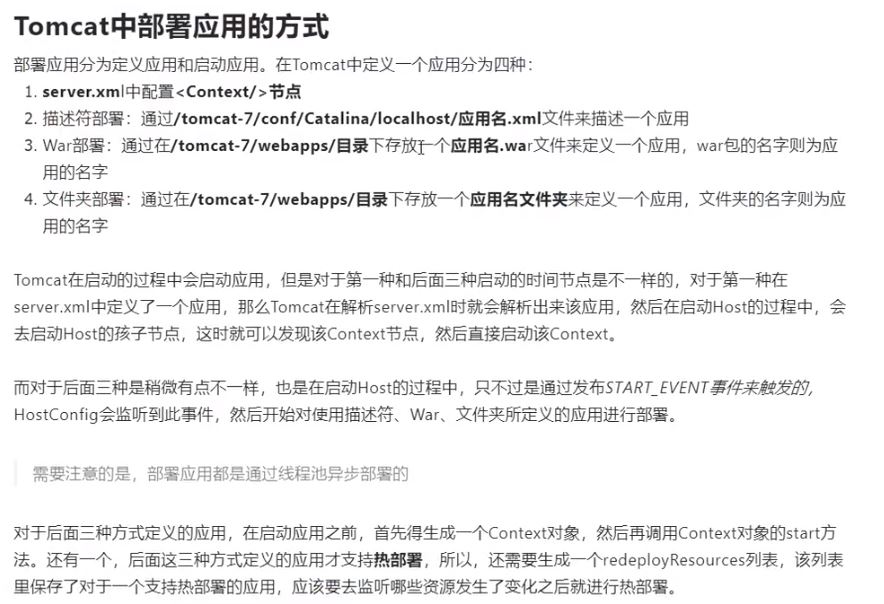 Tomcat中部署应用的方式
部署应用分为定义应用和启动应用。在Tomcat中定义一个应用分为四种：
1. server.xml中配置<Context/>节点
2. 描述符部署：通过/tomcat-7/conf/Catalina/localhost/应用名.xml文件来描述一个应用
3. War部署：通过在/tomcat-7/webapps/目录下存放一个应用名.war文件来定义一个应用，war包的名字则为应
用的名字
4. 文件夹部署：通过在/tomcat-7/webapps/目录下存放一个应用名文件夹来定义一个应用，文件夹的名字则为应
用的名字
Tomcat在启动的过程中会启动应用，但是对于第一种和后面三种启动的时间节点是不一样的，对于第一种在
server.xml中定义了一个应用，那么Tomcat在解析server.xml时就会解析出来该应用，然后在启动Host的过程中，会
去启动Host的孩子节点，这时就可以发现该Context节点，然后直接启动该Context。
而对于后面三种是稍微有点不一样，也是在启动Host的过程中，只不过是通过发布START_EVENT事件来触发的，
HostConfig会监听到此事件，然后开始对使用描述符、War、文件夹所定义的应用进行部署。
需要注意的是，部署应用都是通过线程池异步部署的
对于后面三种方式定义的应用，在启动应用之前，首先得生成一个Context对象，然后再调用Context对象的start方
法。还有一个，后面这三种方式定义的应用才支持热部署，所以，还需要生成一个redeployResources列表，该列表
里保存了对于一个支持热部署的应用，应该要去监听哪些资源发生了变化之后就进行热部署。